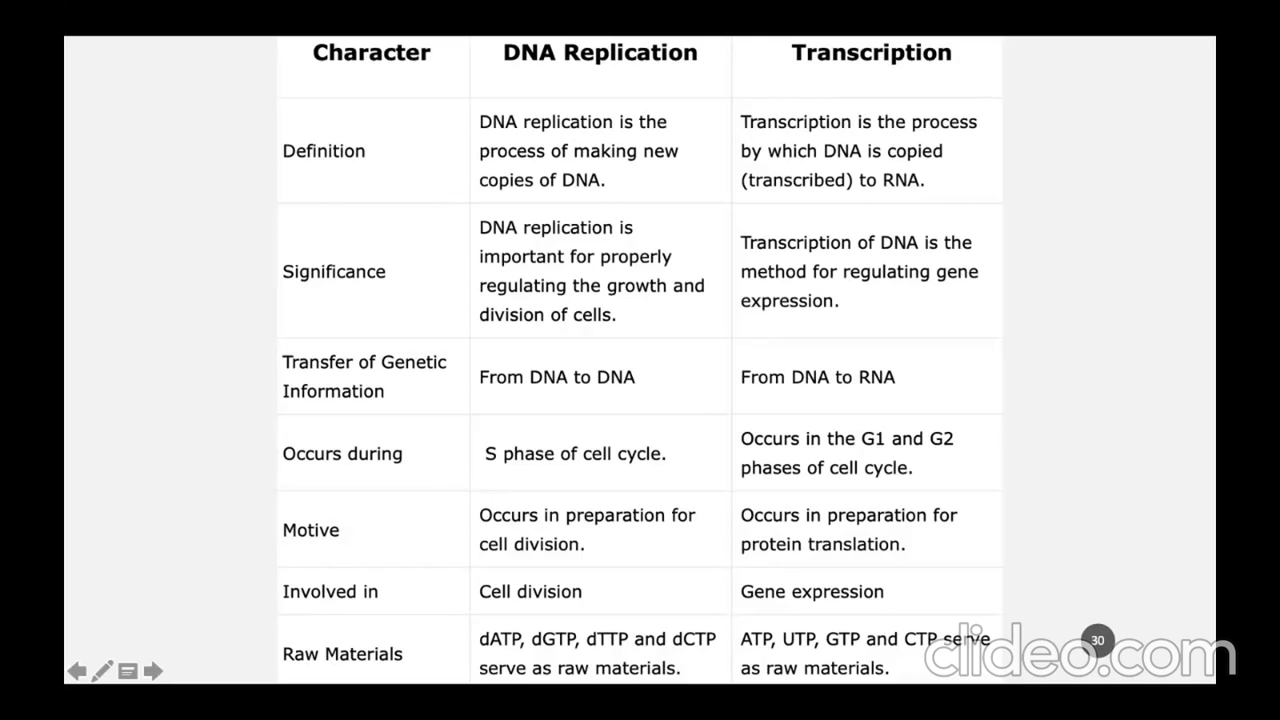 Character DNA Replication Transcription
Definition
DNA replication is the
process of making new
copies of DNA.
Transcription is the process
by which DNA is copied
(transcribed) to RNA.
Significance
DNA replication is
important for properly
regulating the growth and
division of cells.
Transcription of DNA is the
method for regulating gene
expression.
Transfer of Genetic
Information
From DNA to DNA
From DNA to RNA
Occurs during
S phase of cell cycle.
Occurs in the G1 and G2
phases of cell cycle.
Motive
Occurs in preparation for
cell division.
Occurs in preparation for
protein translation.
Involved in
Cell division
Gene expression
Raw Materials
dATP, dGTP, dTTP and dCTP
serve as raw materials.
ATP, UTP, GTP and CTP serve
as raw materials.
30
clideo.com